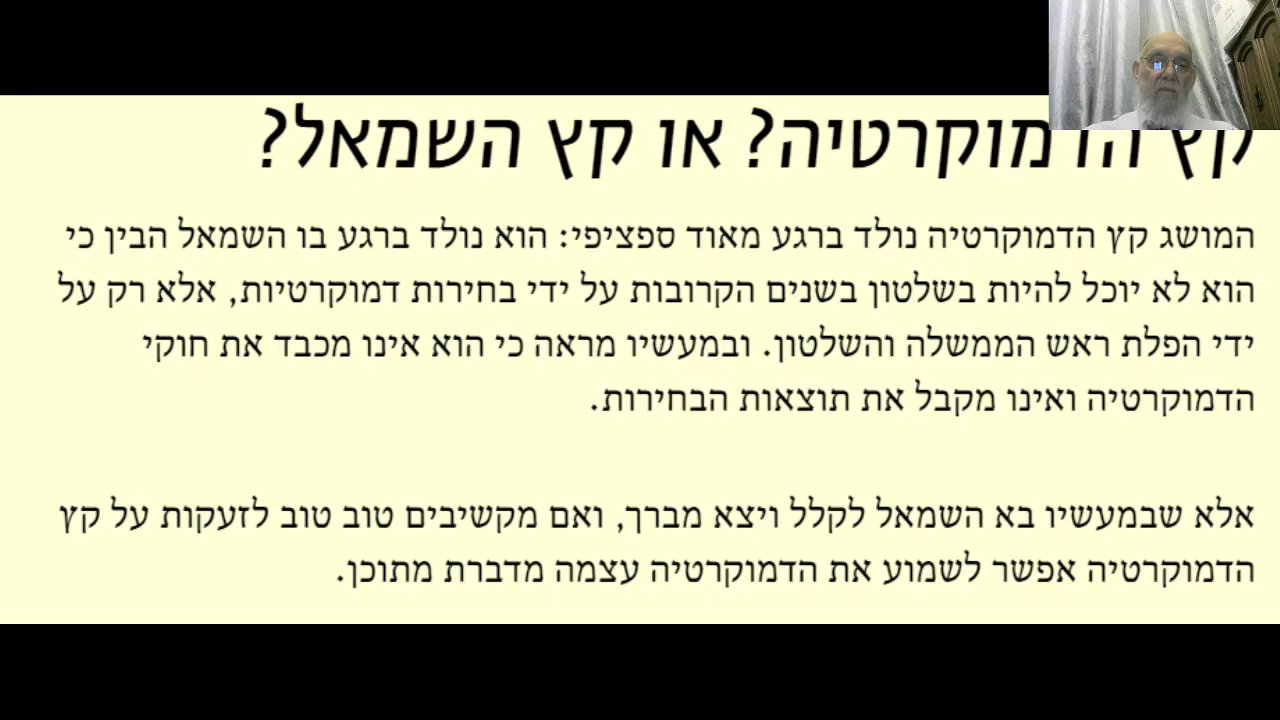 קץ הדמוקרטיה? או קץ השמאל?
המושג קץ הדמוקרטיה נולד ברגע מאוד ספציפי: הוא נולד ברגע בו השמאל הבין כי
הוא לא יוכל להיות בשלטון בשנים הקרובות על ידי בחירות דמוקרטיות, אלא רק על
ידי הפלת ראש הממשלה והשלטון. ובמעשיו מראה כי הוא אינו מכבד את חוקי
הדמוקרטיה ואינו מקבל את תוצאות הבחירות.
אלא שבמעשיו בא השמאל לקלל ויצא מברך, ואם מקשיבים טוב טוב לזעקות על קץ
הדמוקרטיה אפשר לשמוע את הדמוקרטיה עצמה מדברת מתוכן.